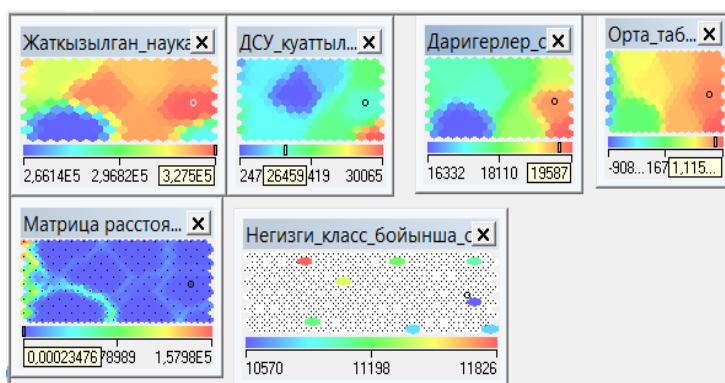 Жаткызылган_наука
ДСУ_куаттыл...
Даригерлер_с
Орта_таб...
2,6614E5 2,9682E5 3,275E5
247 26459 419 30065
16332 18110 19587
-908... 167 1,115...
Матрица расстоя...
Негизги_класс_бойынша_с
0,00023476 78989 1,5798E5
10570 11198 11826